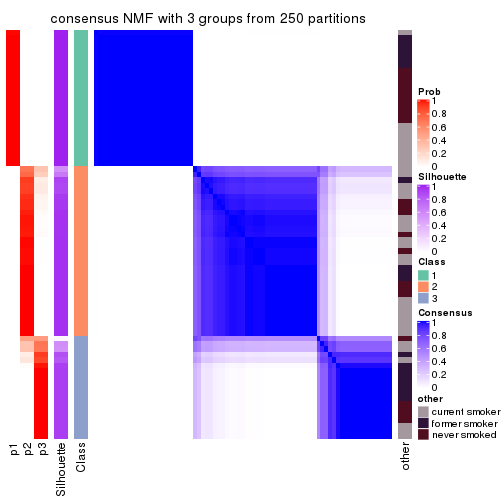 consensus NMF with 3 groups from 250 partitions
Prob
1
0.8
0.6
0.4
0.2
0
Silhouette
1
0.8
0.6
0.4
0.2
0
Class
1
2
3
Consensus
1
0.8
0.6
0.4
0.2
0
other
current smoker
former smoker
never smoked
p1
p2
p3
Silhouette
Class
other